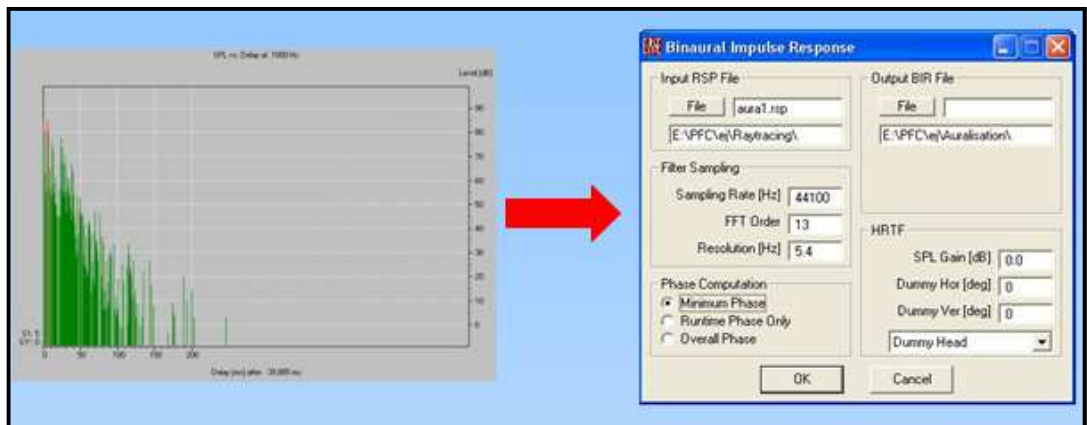 SPL vs Delay at 1000 Hz
Level [dB]
90
80
70
60
50
40
30
20
10
0
0 50 100 150 200
Delay [ms] after
Binaural Impulse Response
Input RSP File
File aura1.rsp
E:\PFC\ej\Raytracing\
Filter Sampling
Sampling Rate [Hz] 44100
FFT Order 13
Resolution [Hz] 5.4
Phase Computation
Minimum Phase
Runtime Phase Only
Overall Phase
Output BIR File
File
E:\PFC\ej\Auralisation\
HRTF
SPL Gain [dB] 0.0
Dummy Hor [deg] 0
Dummy Ver [deg] 0
Dummy Head
OK Cancel